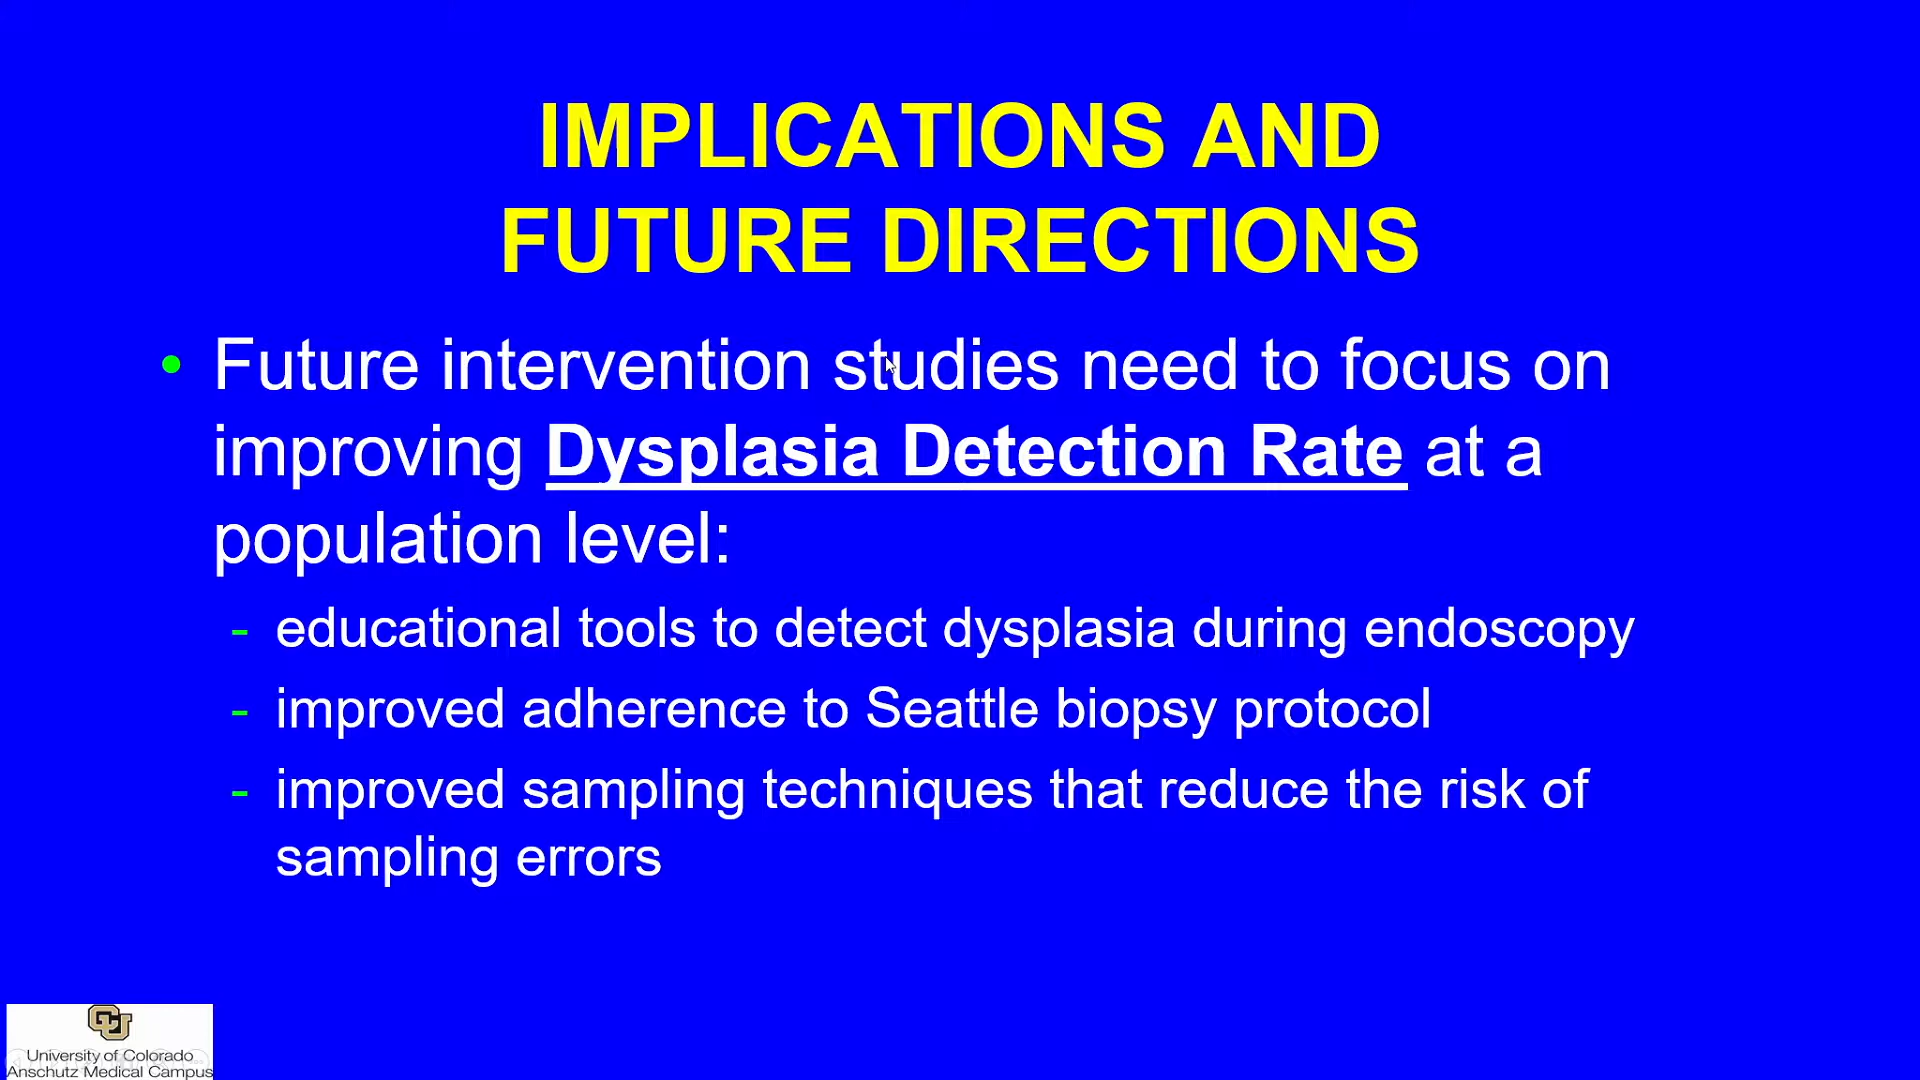 IMPLICATIONS AND
FUTURE DIRECTIONS
• Future intervention studies need to focus on
improving Dysplasia Detection Rate at a
population level:
- educational tools to detect dysplasia during endoscopy
- improved adherence to Seattle biopsy protocol
- improved sampling techniques that reduce the risk of
sampling errors
CU
University of Colorado
Anschutz Medical Campus